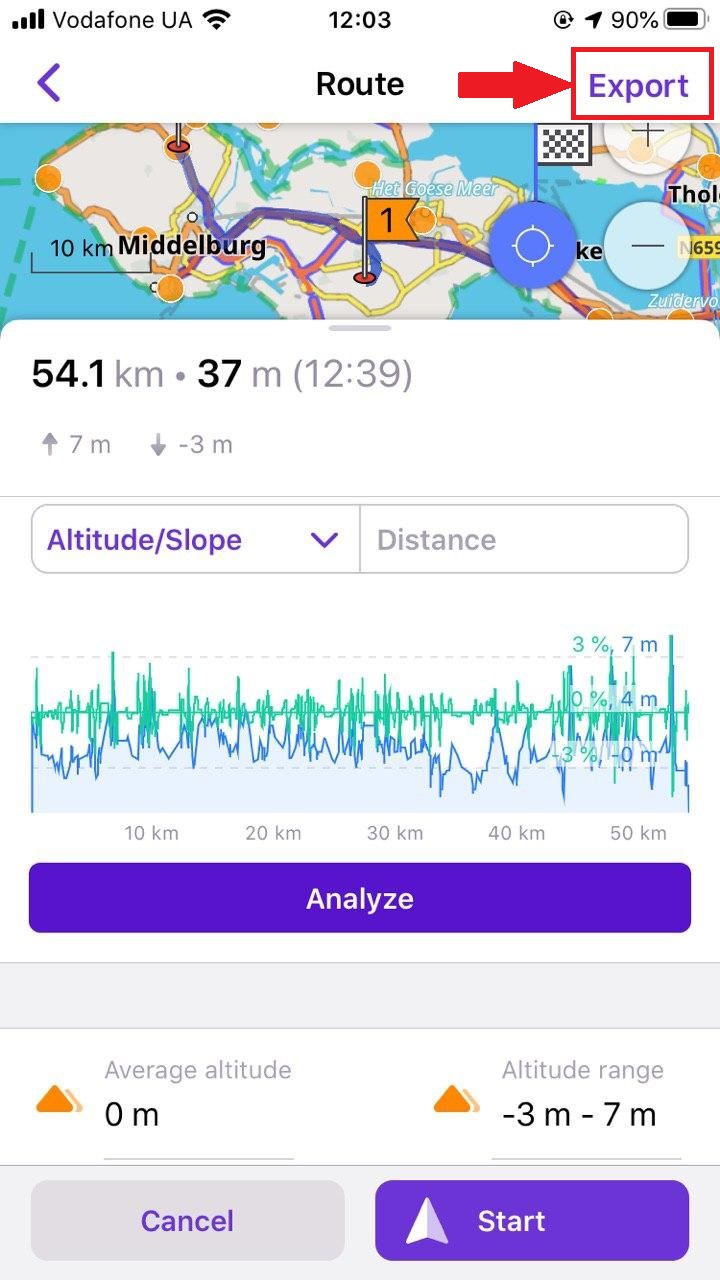 Vodafone UA 12:03 90%
Route Export
Het Goese Meer
Thol
1
10 km Middelburg ke N659
Zuidervo
54.1 km • 37 m (12:39)
7 m -3 m
Altitude/Slope Distance
3 %, 7 m
0 %, 4 m
-3 %, -0 m
10 km 20 km 30 km 40 km 50 km
Analyze
Average altitude Altitude range
0 m -3 m - 7 m
Cancel Start